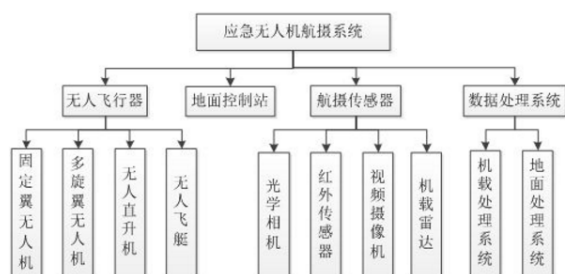 应急无人机航摄系统
无人飞行器
地面控制站
航摄传感器
数据处理系统
固定翼无人机
多旋翼无人机
无人直升机
无人飞艇
光学相机
红外传感器
视频摄像机
机载雷达
机载处理系统
地面处理系统